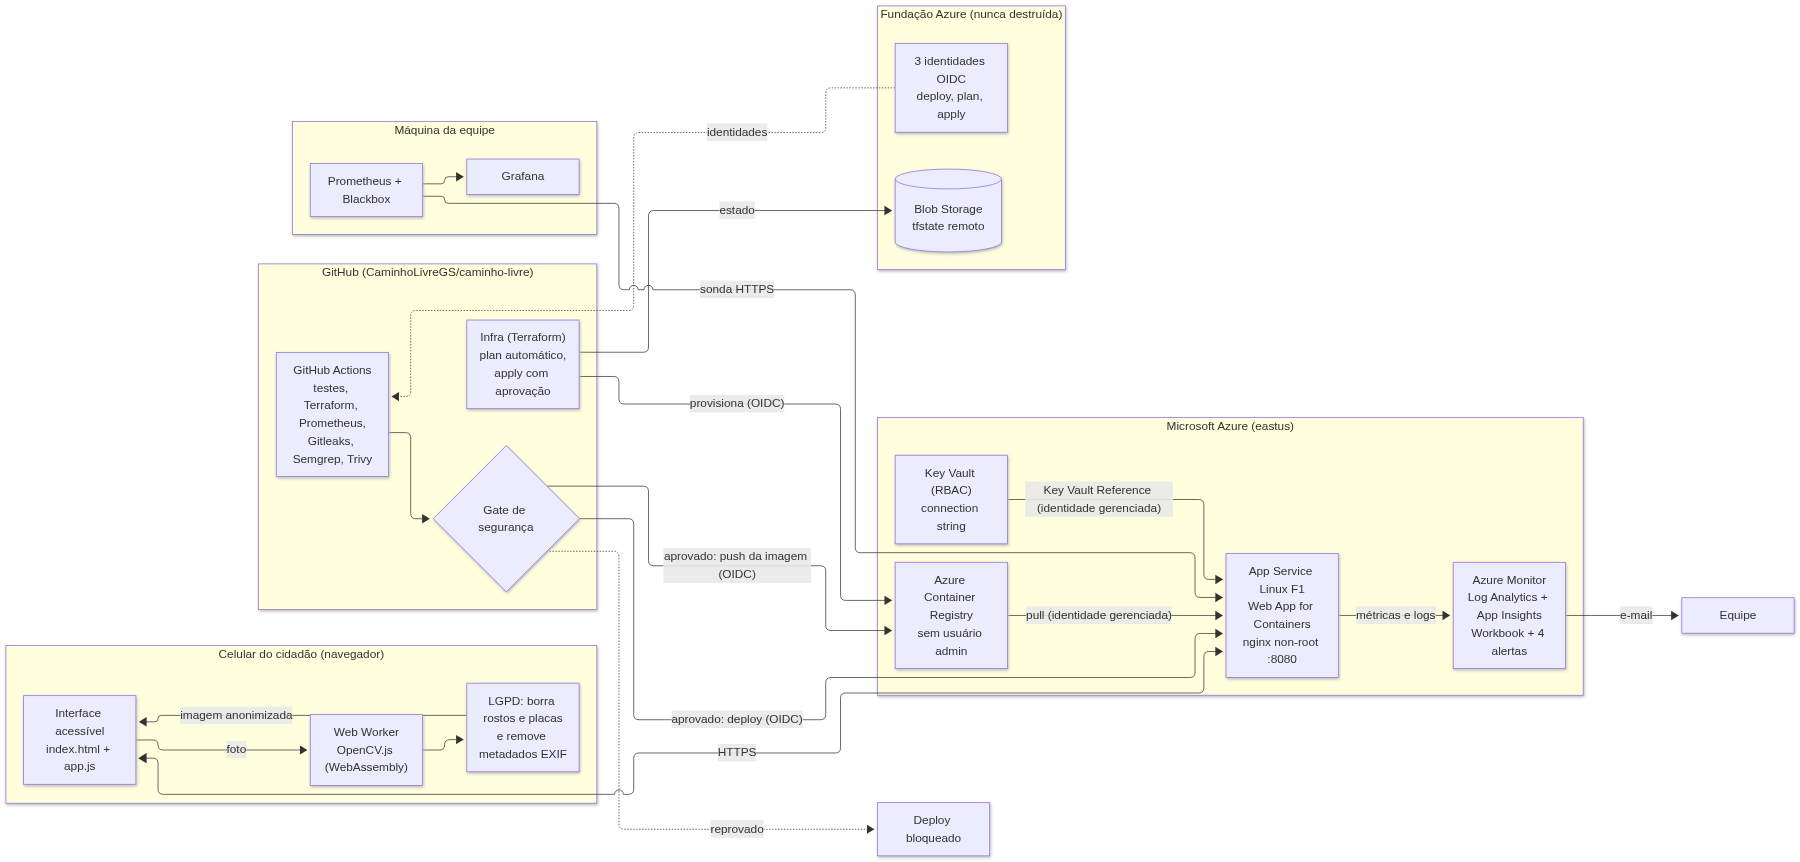 Fundação Azure (nunca destruída)
3 identidades
OIDC
deploy, plan,
apply
Blob Storage
tfstate remoto
identidades
estado
Máquina da equipe
Prometheus +
Blackbox
Grafana
sonda HTTPS
GitHub (CaminhoLivreGS/caminho-livre)
GitHub Actions
testes,
Terraform,
Prometheus,
Gitleaks,
Semgrep, Trivy
Infra (Terraform)
plan automático,
apply com
aprovação
Gate de
segurança
provisiona (OIDC)
aprovado: push da imagem
(OIDC)
aprovado: deploy (OIDC)
HTTPS
reprovado
Microsoft Azure (eastus)
Key Vault
(RBAC)
connection
string
Key Vault Reference
(identidade gerenciada)
Azure
Container
Registry
sem usuário
admin
pull (identidade gerenciada)
App Service
Linux F1
Web App for
Containers
nginx non-root
:8080
métricas e logs
Azure Monitor
Log Analytics +
App Insights
Workbook + 4
alertas
e-mail
Equipe
Celular do cidadão (navegador)
Interface
acessível
index.html +
app.js
imagem anonimizada
foto
Web Worker
OpenCV.js
(WebAssembly)
LGPD: borra
rostos e placas
e remove
metadados EXIF
Deploy
bloqueado